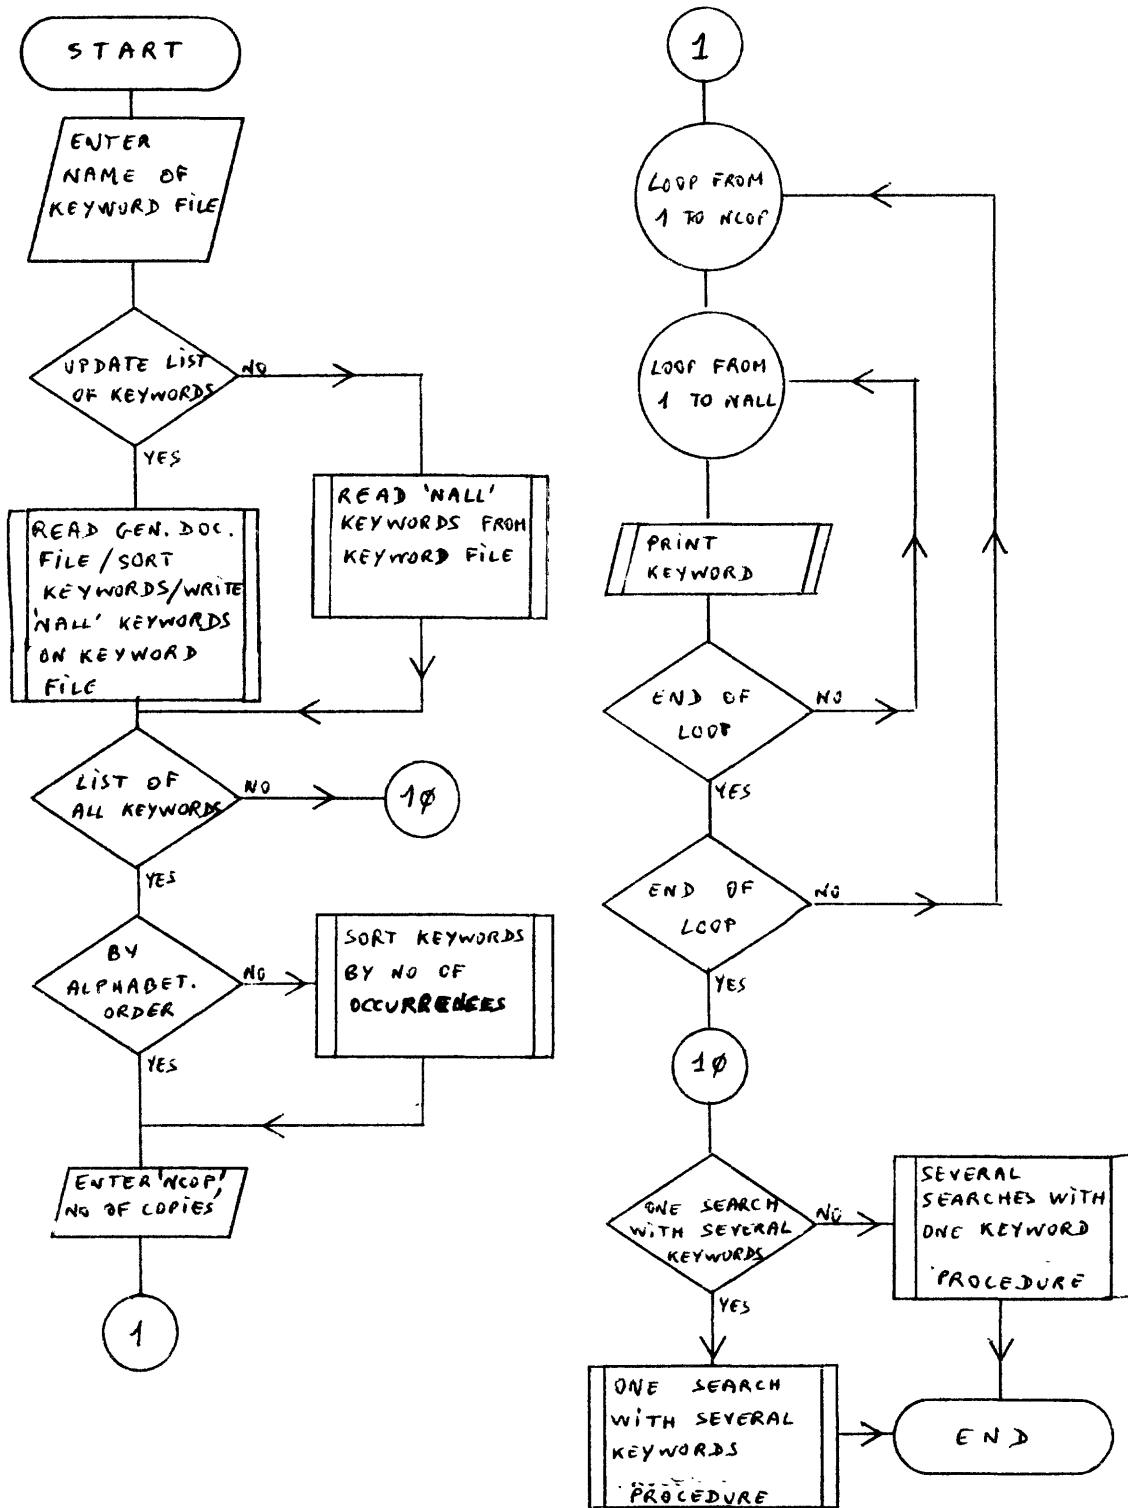 START
ENTER
NAME OF
KEYWORD FILE
UPDATE LIST
OF KEYWORDS
NO
YES
READ GEN. DOC.
FILE/SORT
KEYWORDS/WRITE
'NALL' KEYWORDS
ON KEYWORD
FILE
READ 'NALL'
KEYWORDS FROM
KEYWORD FILE
LIST OF
ALL KEYWORDS
NO
10
YES
BY
ALPHABET.
ORDER
NO
SORT KEYWORDS
BY NO OF
OCCURRENCES
YES
ENTER 'NCOP'
NO OF COPIES'
1
1
LOOP FROM
1 TO NCOP
LOOP FROM
1 TO NALL
PRINT
KEYWORD
END OF
LOOP
NO
YES
END OF
LOOP
NO
YES
10
ONE SEARCH
WITH SEVERAL
KEYWORDS
NO
SEVERAL
SEARCHES WITH
ONE KEYWORD
PROCEDURE
YES
ONE SEARCH
WITH SEVERAL
KEYWORDS
PROCEDURE
END